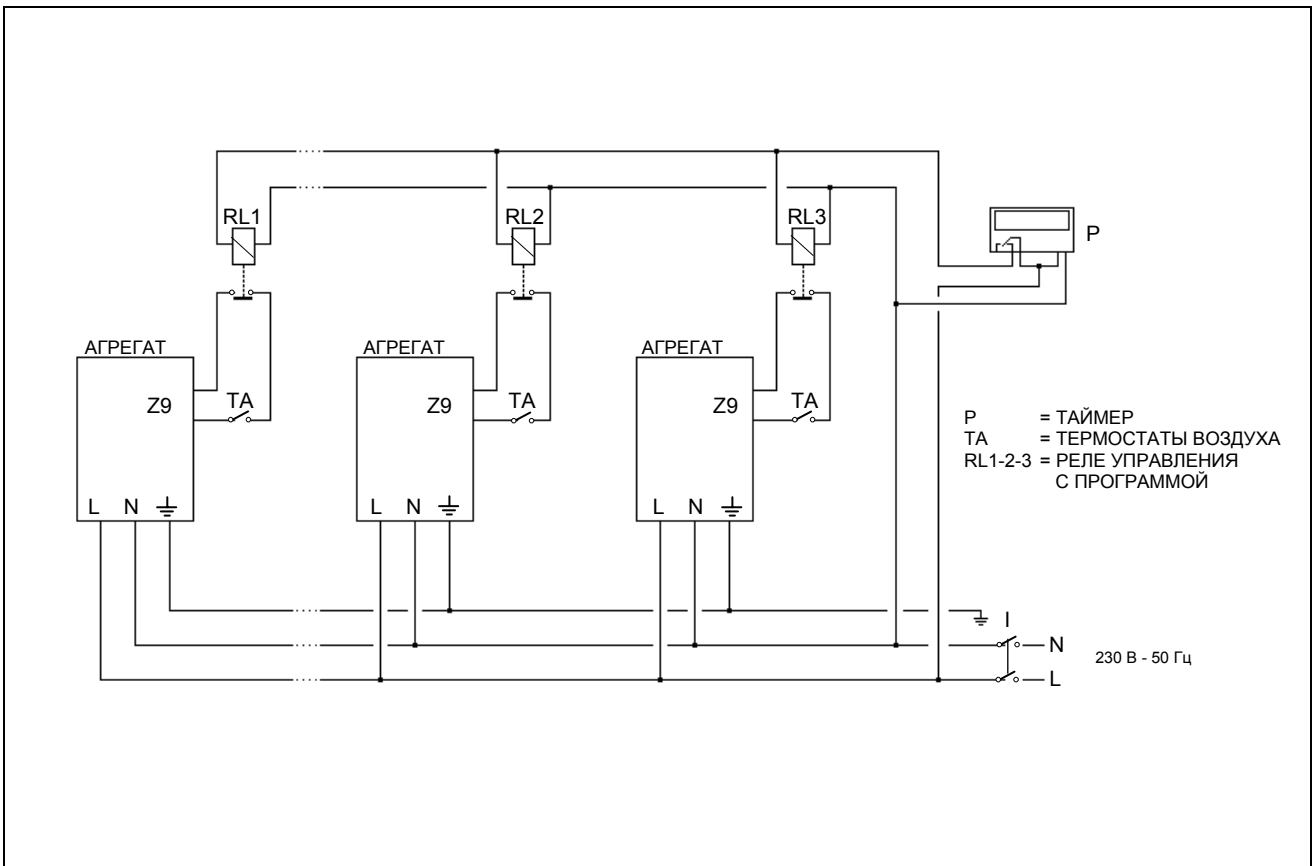 RL1 RL2 RL3
P
АГРЕГАТ АГРЕГАТ АГРЕГАТ
Z9 TA Z9 TA Z9 TA
P = ТАЙМЕР
TA = ТЕРМОСТАТЫ ВОЗДУХА
RL1-2-3 = РЕЛЕ УПРАВЛЕНИЯ
С ПРОГРАММОЙ
L N L N L N
I
N
230 В - 50 Гц
L